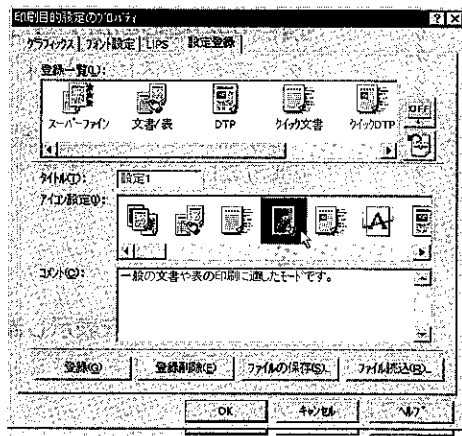 印刷目的別設定のプロパティ
グラフィックス フォント設定 LIPS 設定登録
登録一覧(L):
スーパーファイン 文書/表 DTP クイック文書 クイックDTP
OFF
タイトル(T): 設定1
アイコン設定(I):
コメント(C): 一般の文書や表の印刷に適したモードです。
登録(G) 登録削除(E) ファイルの保存(S)... ファイル読込(R)...
OK キャンセル ヘルプ